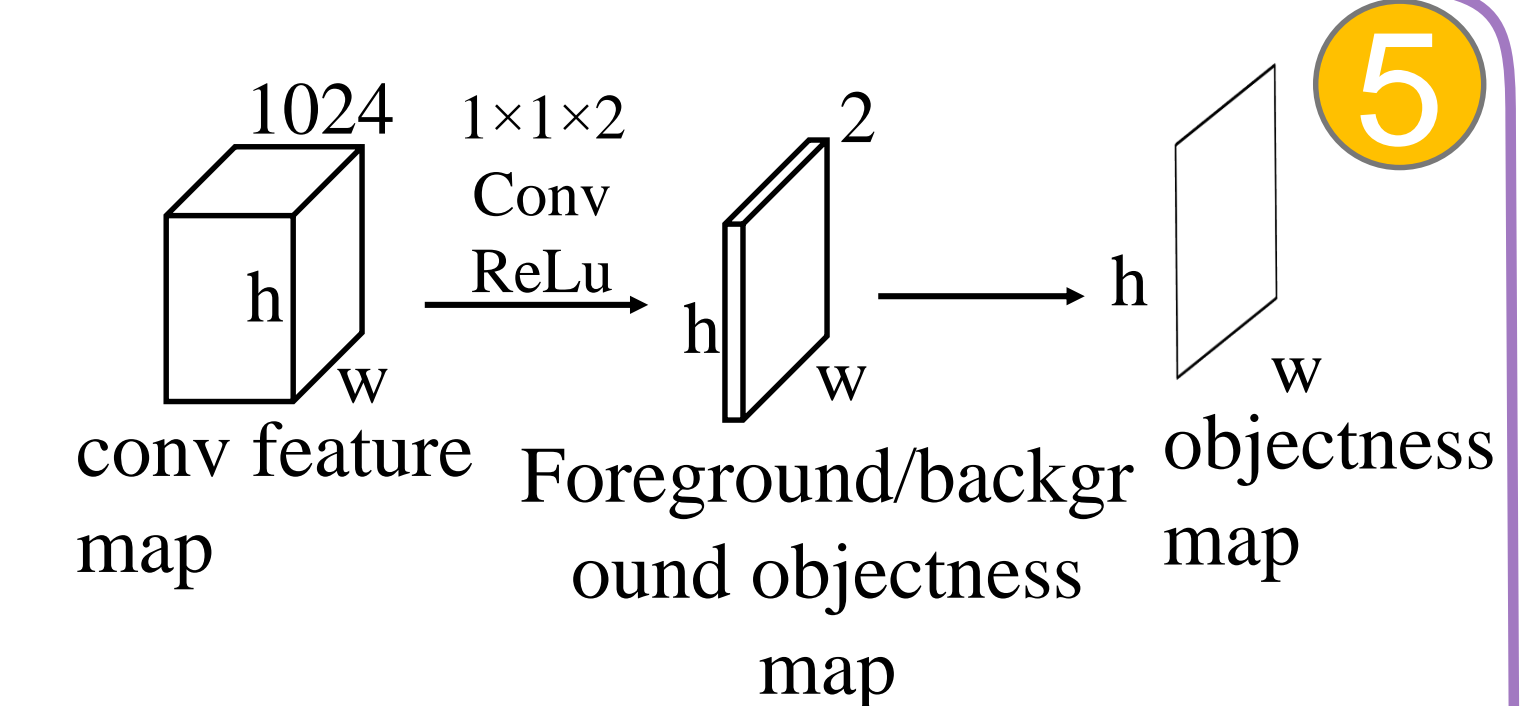 5
1024
h
w
conv feature
map
1×1×2
Conv
ReLu
2
h
w
Foreground/backgr
ound objectness
map
h
w
objectness
map